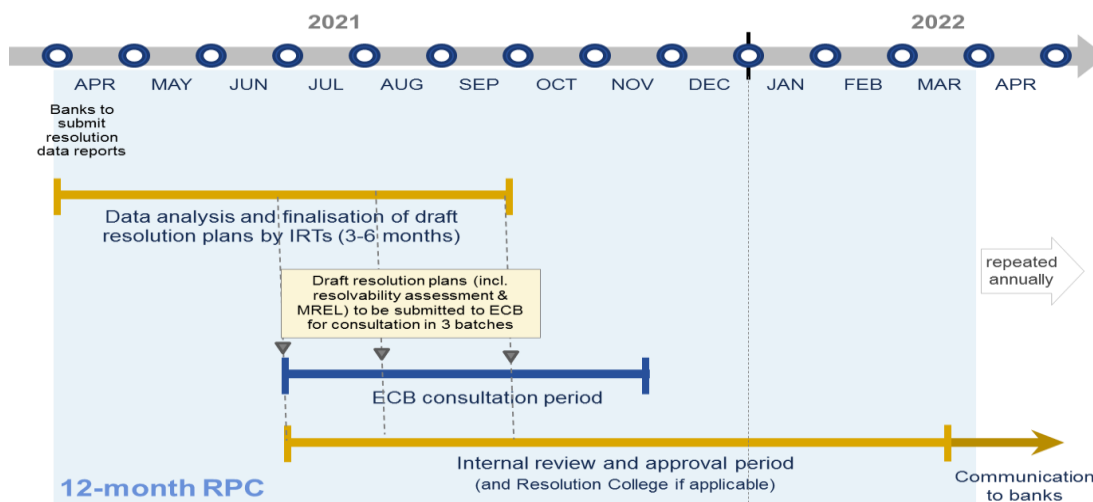 2021
2022
APR MAY JUN JUL AUG SEP OCT NOV DEC JAN FEB MAR APR
Banks to
submit
resolution
data reports
Data analysis and finalisation of draft
resolution plans by IRTs (3-6 months)
Draft resolution plans (incl.
resolvability assessment &
MREL) to be submitted to ECB
for consultation in 3 batches
repeated
annually
ECB consultation period
Internal review and approval period
(and Resolution College if applicable)
Communication
to banks
12-month RPC